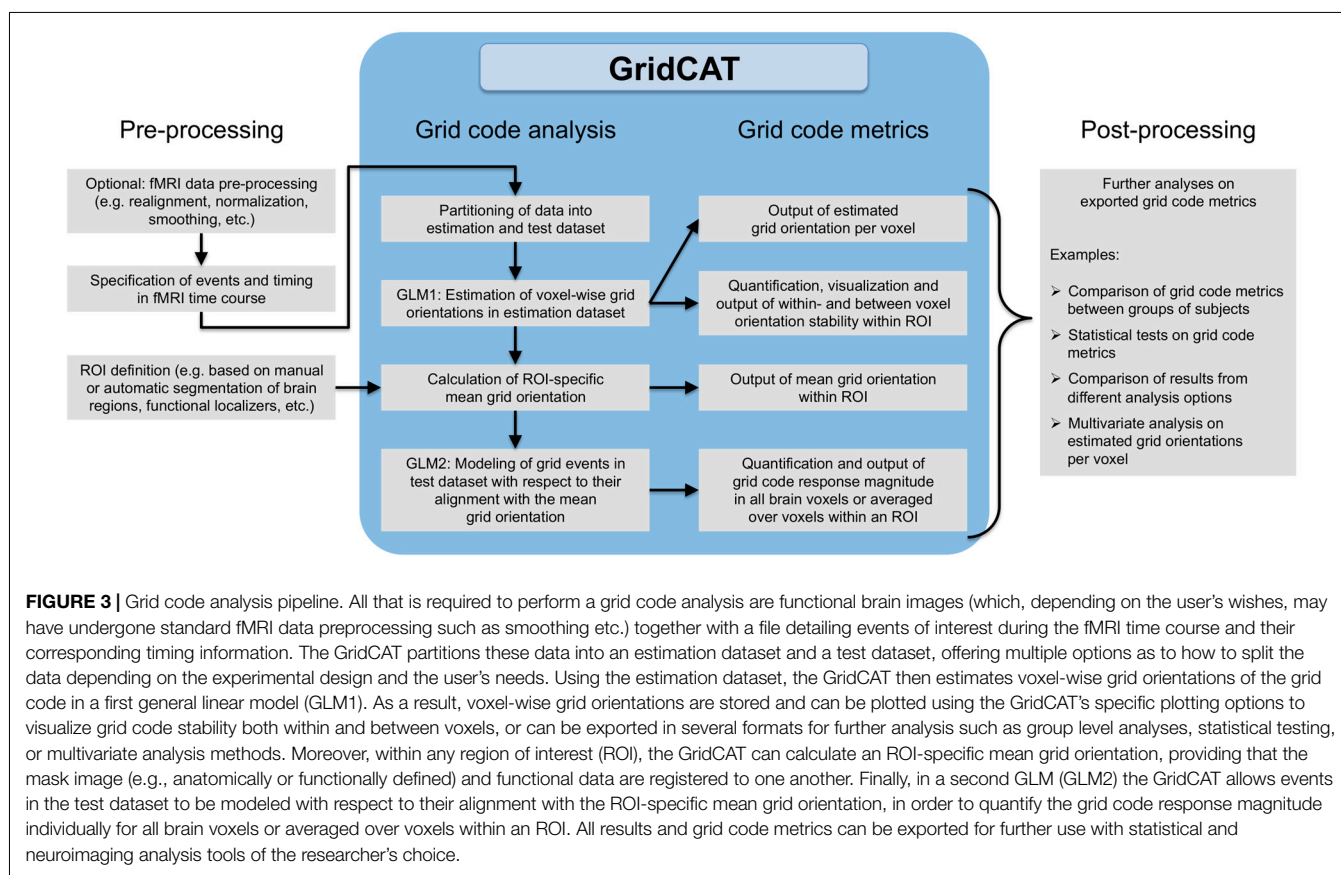 GridCAT
Pre-processing
Grid code analysis
Grid code metrics
Post-processing
Optional: fMRI data pre-processing
(e.g. realignment, normalization,
smoothing, etc.)
Specification of events and timing
in fMRI time course
ROI definition (e.g. based on manual
or automatic segmentation of brain
regions, functional localizers, etc.)
Partitioning of data into
estimation and test dataset
GLM1: Estimation of voxel-wise grid
orientations in estimation dataset
Calculation of ROI-specific
mean grid orientation
GLM2: Modeling of grid events in
test dataset with respect to their
alignment with the mean
grid orientation
Output of estimated
grid orientation per voxel
Quantification, visualization and
output of within- and between voxel
orientation stability within ROI
Output of mean grid orientation
within ROI
Quantification and output of
grid code response magnitude
in all brain voxels or averaged
over voxels within an ROI
Further analyses on
exported grid code metrics
Examples:
➢ Comparison of grid code metrics
between groups of subjects
➢ Statistical tests on grid code
metrics
➢ Comparison of results from
different analysis options
➢ Multivariate analysis on
estimated grid orientations
per voxel
FIGURE 3 | Grid code analysis pipeline. All that is required to perform a grid code analysis are functional brain images (which, depending on the user's wishes, may
have undergone standard fMRI data preprocessing such as smoothing etc.) together with a file detailing events of interest during the fMRI time course and their
corresponding timing information. The GridCAT partitions these data into an estimation dataset and a test dataset, offering multiple options as to how to split the
data depending on the experimental design and the user's needs. Using the estimation dataset, the GridCAT then estimates voxel-wise grid orientations of the grid
code in a first general linear model (GLM1). As a result, voxel-wise grid orientations are stored and can be plotted using the GridCAT's specific plotting options to
visualize grid code stability both within and between voxels, or can be exported in several formats for further analysis such as group level analyses, statistical testing,
or multivariate analysis methods. Moreover, within any region of interest (ROI), the GridCAT can calculate an ROI-specific mean grid orientation, providing that the
mask image (e.g., anatomically or functionally defined) and functional data are registered to one another. Finally, in a second GLM (GLM2) the GridCAT allows events
in the test dataset to be modeled with respect to their alignment with the ROI-specific mean grid orientation, in order to quantify the grid code response magnitude
individually for all brain voxels or averaged over voxels within an ROI. All results and grid code metrics can be exported for further use with statistical and
neuroimaging analysis tools of the researcher's choice.